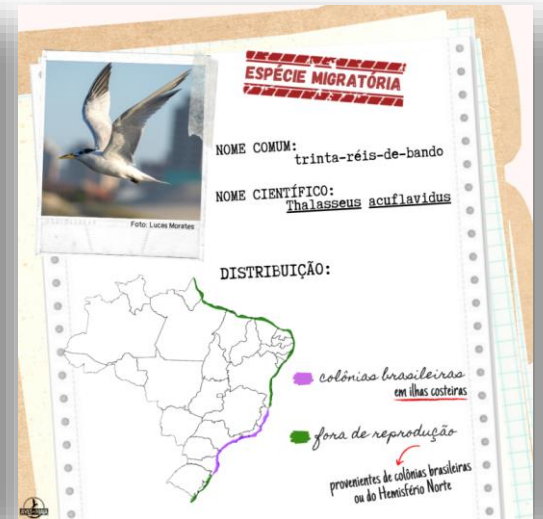 ESPÉCIE MIGRATÓRIA
Foto: Lucas Morates
NOME COMUM:
trinta-réis-de-bando
NOME CIENTÍFICO:
Thalasseus acuflavidus
DISTRIBUIÇÃO:
colônias brasileiras
em ilhas costeiras
fora de reprodução
provenientes de colônias brasileiras
ou do Hemisfério Norte